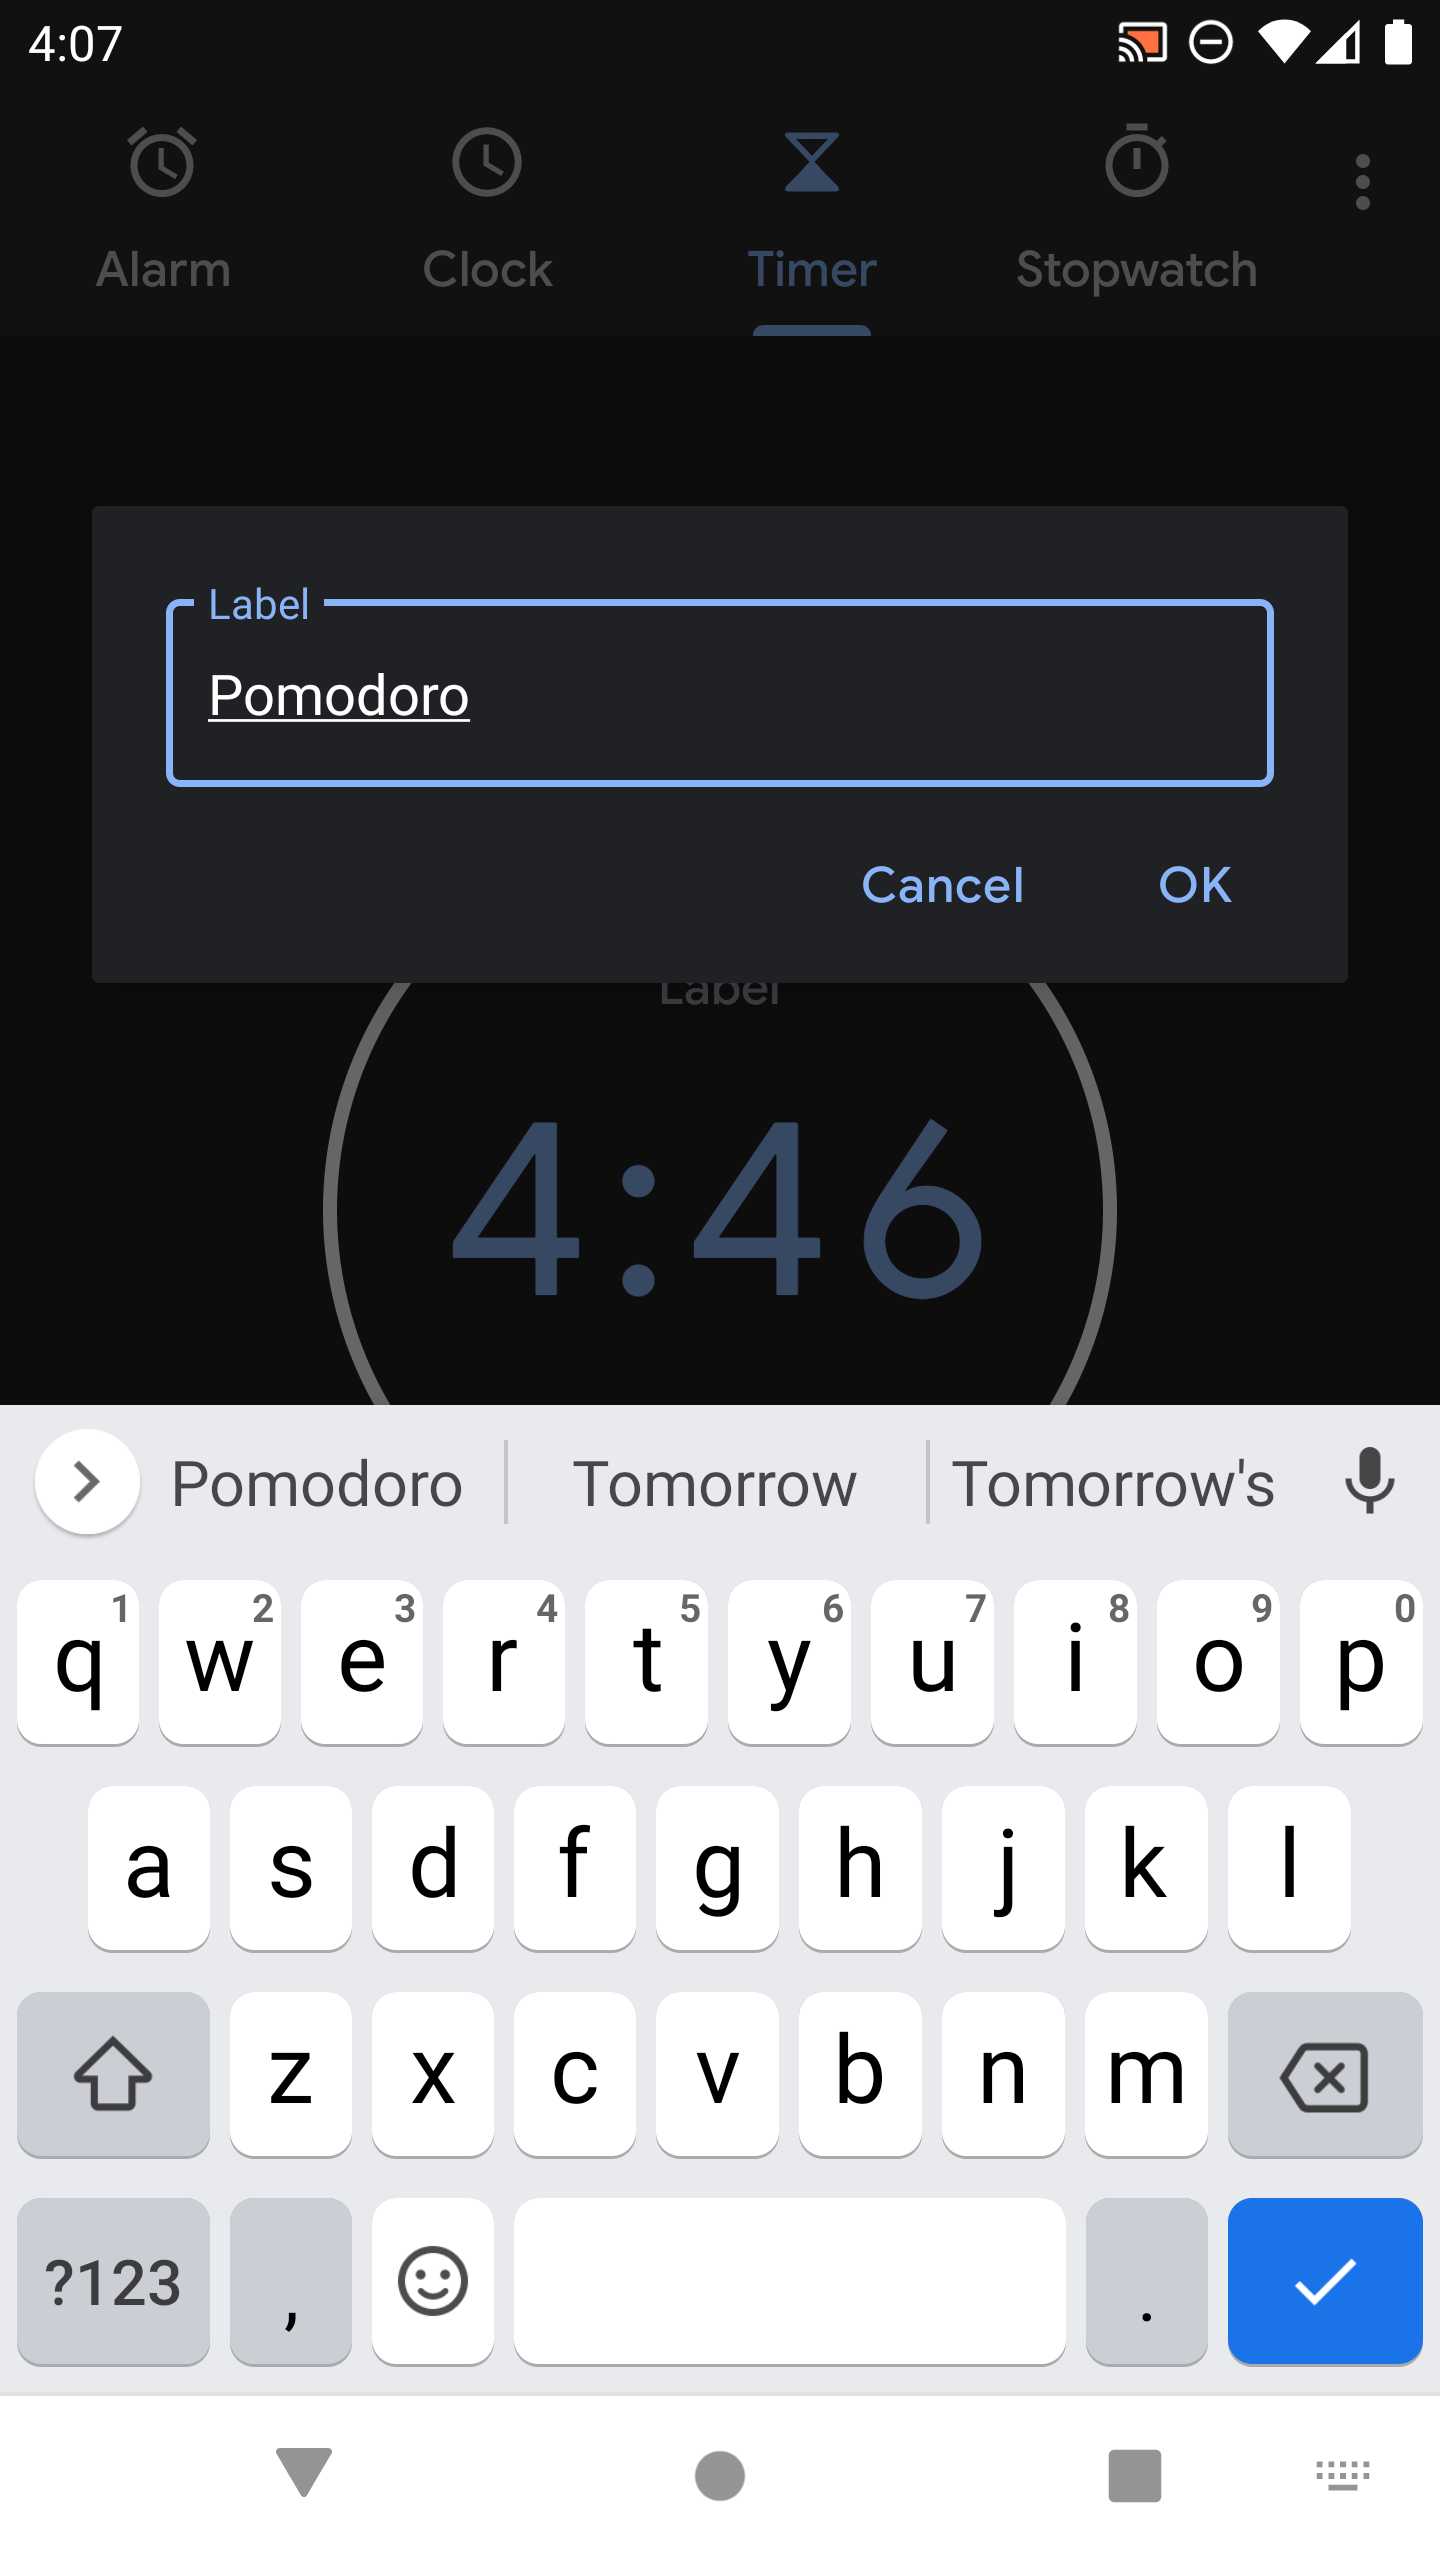 4:07
Alarm Clock Timer Stopwatch
Label
Pomodoro
Cancel OK
Label
4:46
Pomodoro Tomorrow Tomorrow's
q 1 w 2 e 3 r 4 t 5 y 6 u 7 i 8 o 9 p 0
a s d f g h j k l
z x c v b n m
?123 , .